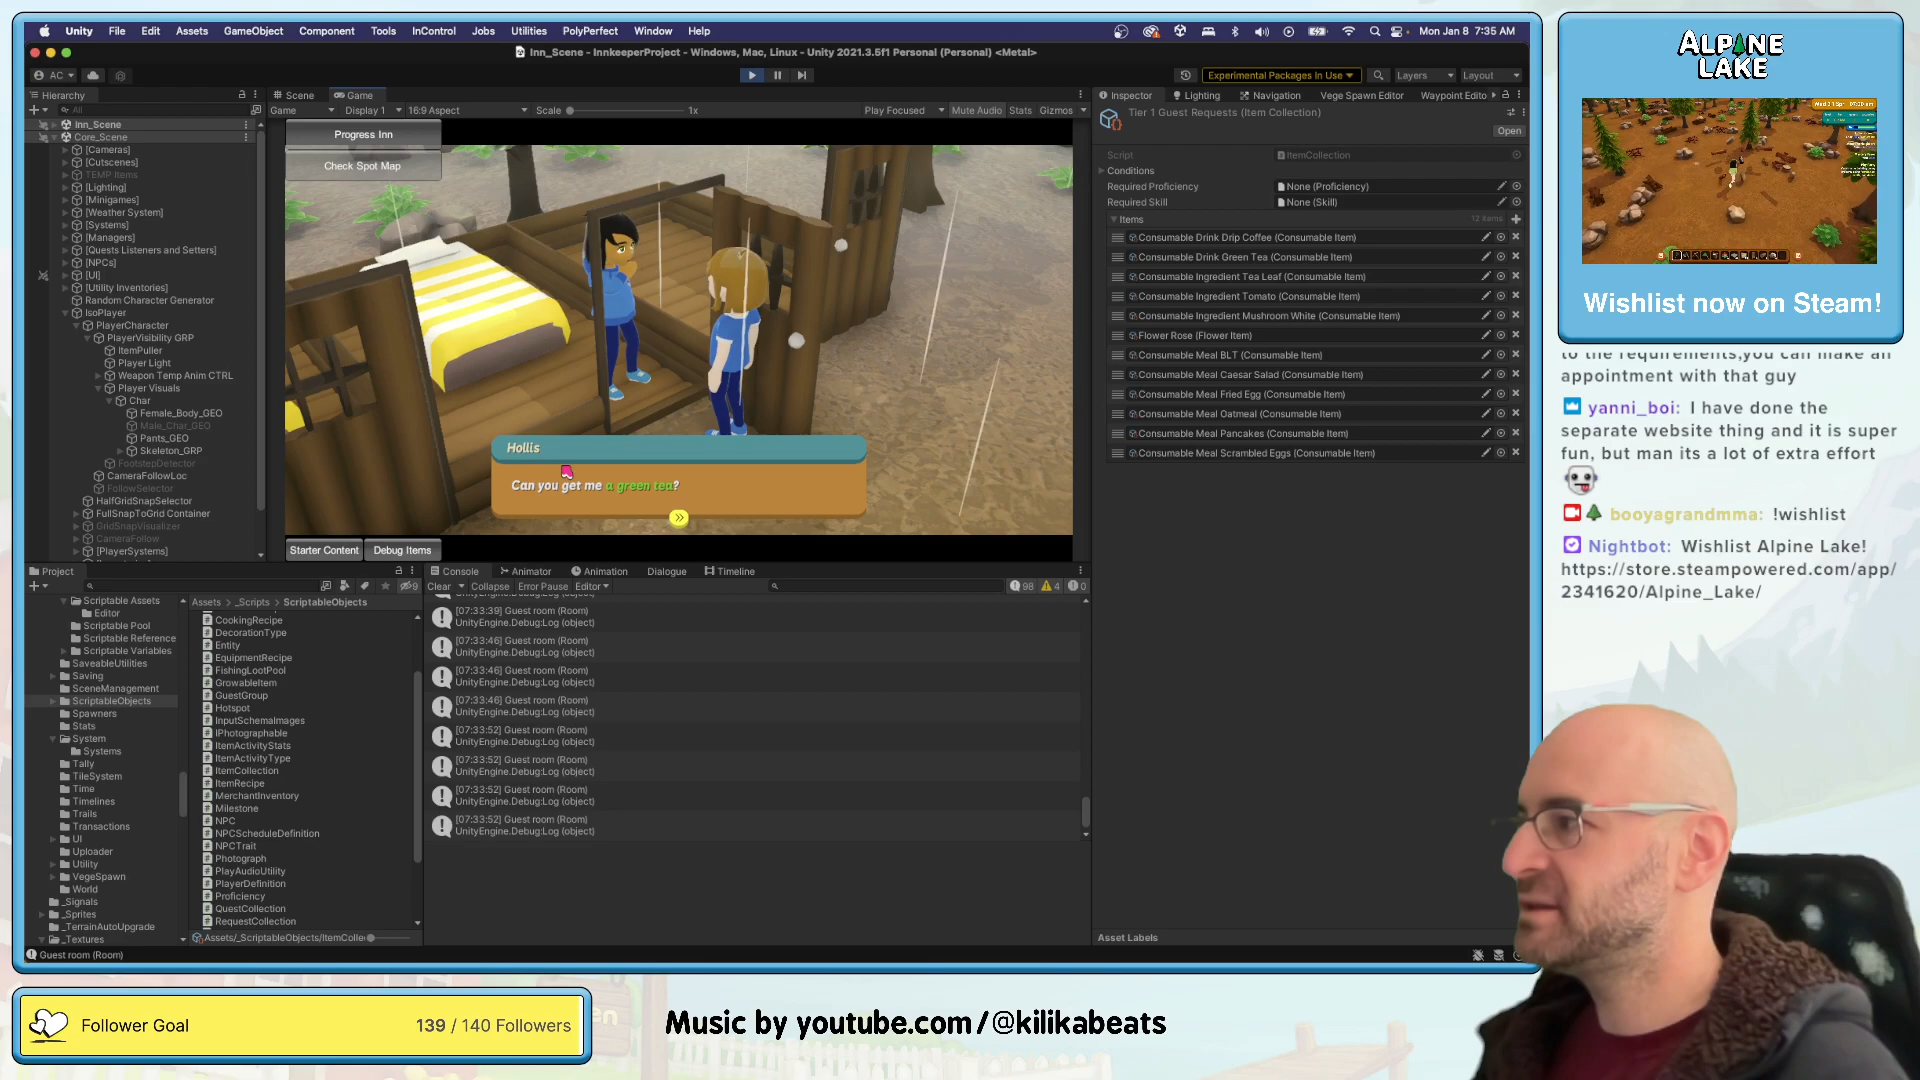 Unity File Edit Assets GameObject Component Tools InControl Jobs Utilities PolyPerfect Window Help
Mon Jan 8 7:35 AM
Inn_Scene - InnkeeperProject - Windows, Mac, Linux - Unity 2021.3.5f1 Personal (Personal) <Metal>
AC
Experimental Packages In Use
Layers
Layout
Hierarchy
All
Inn_Scene
Core_Scene
[Cameras]
[Cutscenes]
TEMP Items
[Lighting]
[Minigames]
[Weather System]
[Systems]
[Managers]
[Quests Listeners and Setters]
[NPCs]
[UI]
[Utility Inventories]
Random Character Generator
IsoPlayer
PlayerCharacter
PlayerVisibility GRP
ItemPuller
Player Light
Weapon Temp Anim CTRL
Player Visuals
Char
Female_Body_GEO
Male_Char_GEO
Pants_GEO
Skeleton_GRP
FootstepDetector
CameraFollowLoc
FollowSelector
HalfGridSnapSelector
FullSnapToGrid Container
GridSnapVisualizer
CameraFollow
[PlayerSystems]
Scene
Game
Game
Display 1
16:9 Aspect
Scale
1x
Play Focused
Mute Audio
Stats
Gizmos
Progress Inn
Check Spot Map
Hollis
Can you get me a green tea?
Starter Content
Debug Items
Inspector
Lighting
Navigation
Vege Spawn Editor
Waypoint Edito
Tier 1 Guest Requests (Item Collection)
Open
Script
ItemCollection
Conditions
Required Proficiency
None (Proficiency)
Required Skill
None (Skill)
Items
12 items
Consumable Drink Drip Coffee (Consumable Item)
Consumable Drink Green Tea (Consumable Item)
Consumable Ingredient Tea Leaf (Consumable Item)
Consumable Ingredient Tomato (Consumable Item)
Consumable Ingredient Mushroom White (Consumable Item)
Flower Rose (Flower Item)
Consumable Meal BLT (Consumable Item)
Consumable Meal Caesar Salad (Consumable Item)
Consumable Meal Fried Egg (Consumable Item)
Consumable Meal Oatmeal (Consumable Item)
Consumable Meal Pancakes (Consumable Item)
Consumable Meal Scrambled Eggs (Consumable Item)
Asset Labels
Project
9
Scriptable Assets
Editor
Scriptable Pool
Scriptable Reference
Scriptable Variables
SaveableUtilities
Saving
SceneManagement
ScriptableObjects
Spawners
Stats
System
Systems
Tally
TileSystem
Time
Timelines
Trails
Transactions
UI
Uploader
Utility
VegeSpawn
World
_Signals
_Sprites
_TerrainAutoUpgrade
_Textures
Assets > _Scripts > ScriptableObjects
CookingRecipe
DecorationType
Entity
EquipmentRecipe
FishingLootPool
GrowableItem
GuestGroup
Hotspot
InputSchemaImages
IPhotographable
ItemActivityStats
ItemActivityType
ItemCollection
ItemRecipe
MerchantInventory
Milestone
NPC
NPCScheduleDefinition
NPCTrait
Photograph
PlayAudioUtility
PlayerDefinition
Proficiency
QuestCollection
RequestCollection
Assets/_ScriptableObjects/ItemColle
Console
Animator
Animation
Dialogue
Timeline
Clear
Collapse
Error Pause
Editor
98
4
0
[07:33:39] Guest room (Room)
UnityEngine.Debug:Log (object)
[07:33:46] Guest room (Room)
UnityEngine.Debug:Log (object)
[07:33:46] Guest room (Room)
UnityEngine.Debug:Log (object)
[07:33:46] Guest room (Room)
UnityEngine.Debug:Log (object)
[07:33:52] Guest room (Room)
UnityEngine.Debug:Log (object)
[07:33:52] Guest room (Room)
UnityEngine.Debug:Log (object)
[07:33:52] Guest room (Room)
UnityEngine.Debug:Log (object)
[07:33:52] Guest room (Room)
UnityEngine.Debug:Log (object)
Guest room (Room)
ALPINE
LAKE
Wishlist now on Steam!
to the requirements,you can make an
appointment with that guy
yanni_boi: I have done the
separate website thing and it is super
fun, but man its a lot of extra effort
booyagrandmma: !wishlist
Nightbot: Wishlist Alpine Lake!
https://store.steampowered.com/app/
2341620/Alpine_Lake/
Follower Goal
139 / 140 Followers
Music by youtube.com/@kilikabeats